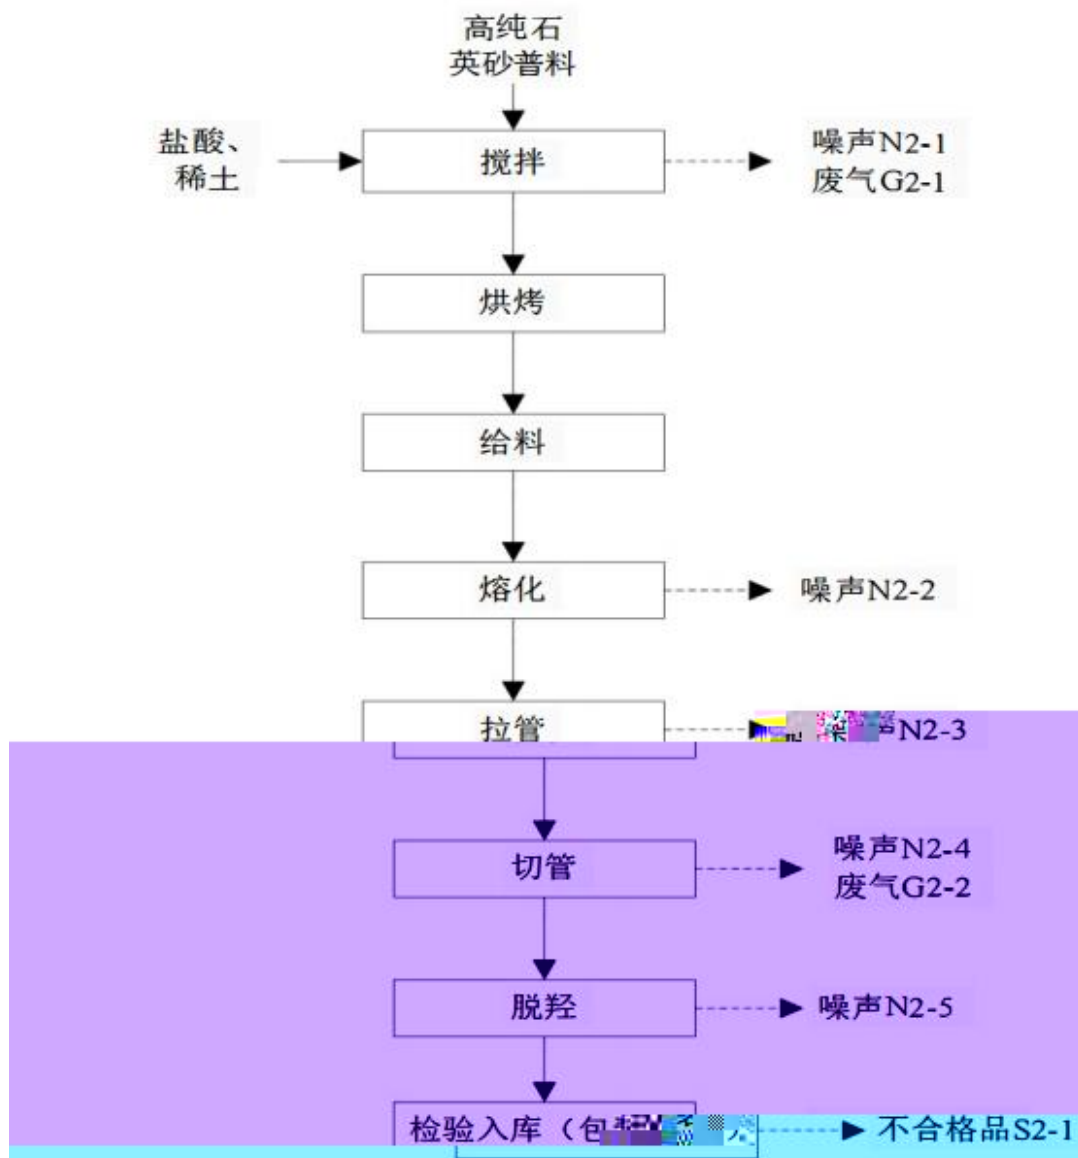 高纯石
英砂普料
盐酸、
稀土
搅拌
噪声N2-1
废气G2-1
烘烤
给料
熔化
噪声N2-2
拉管
声N2-3
切管
噪声N2-4
废气G2-2
脱羟
噪声N2-5
检验入库（包
不合格品S2-1